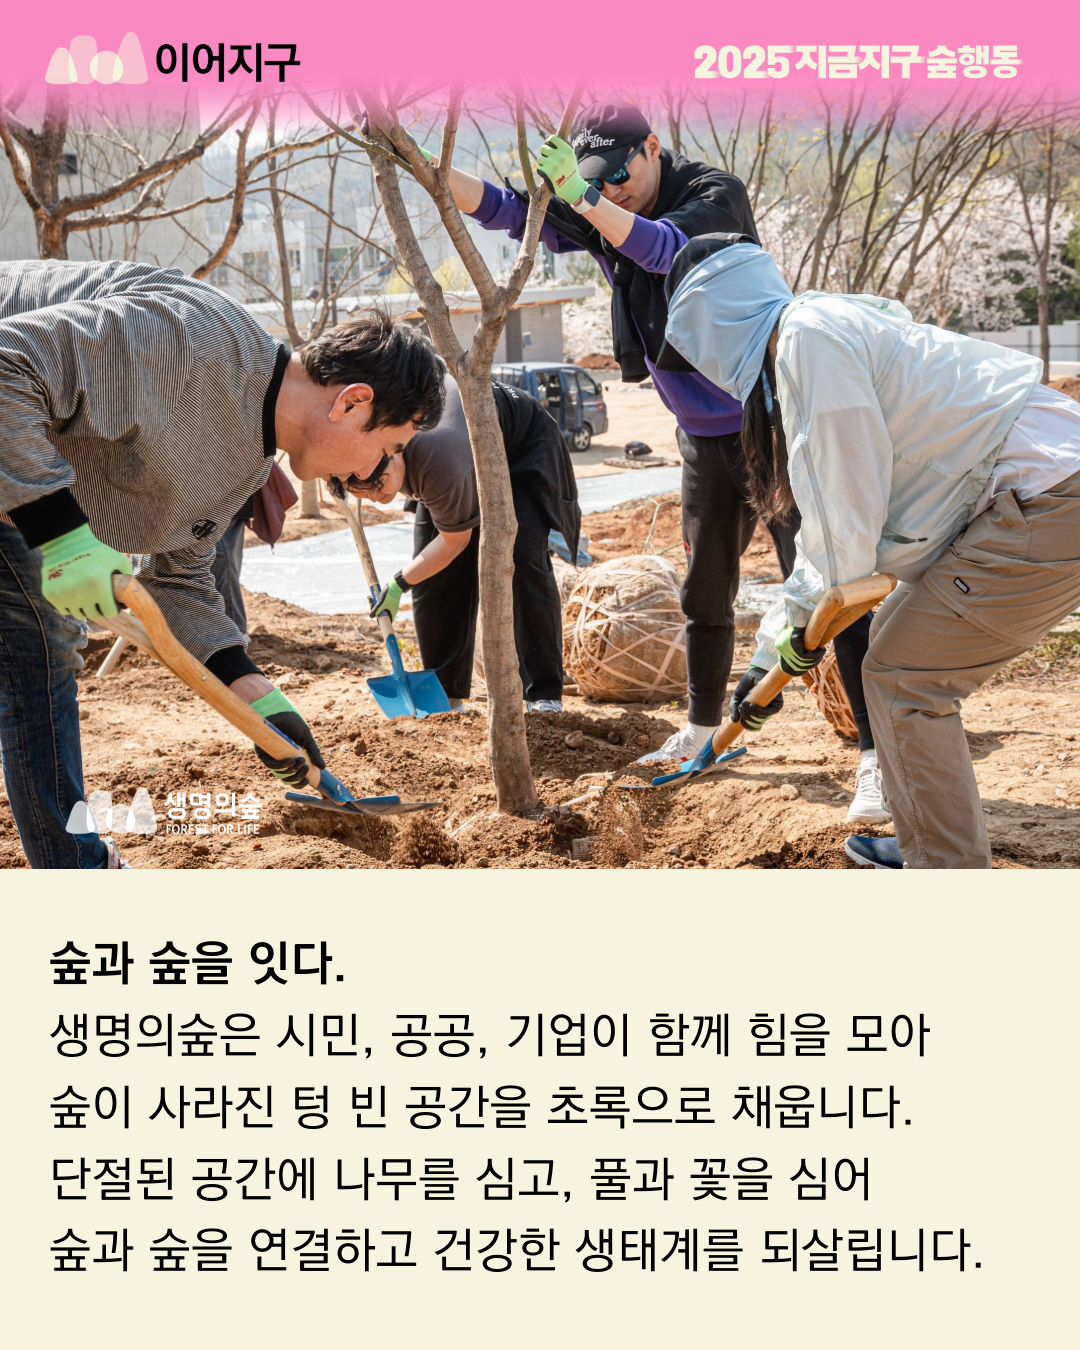 이어지구
2025 지금지구 숲행동
family
forever
after
3M
3M
생명의숲
FOREST FOR LIFE
숲과 숲을 잇다.
생명의숲은 시민, 공공, 기업이 함께 힘을 모아
숲이 사라진 텅 빈 공간을 초록으로 채웁니다.
단절된 공간에 나무를 심고, 풀과 꽃을 심어
숲과 숲을 연결하고 건강한 생태계를 되살립니다.